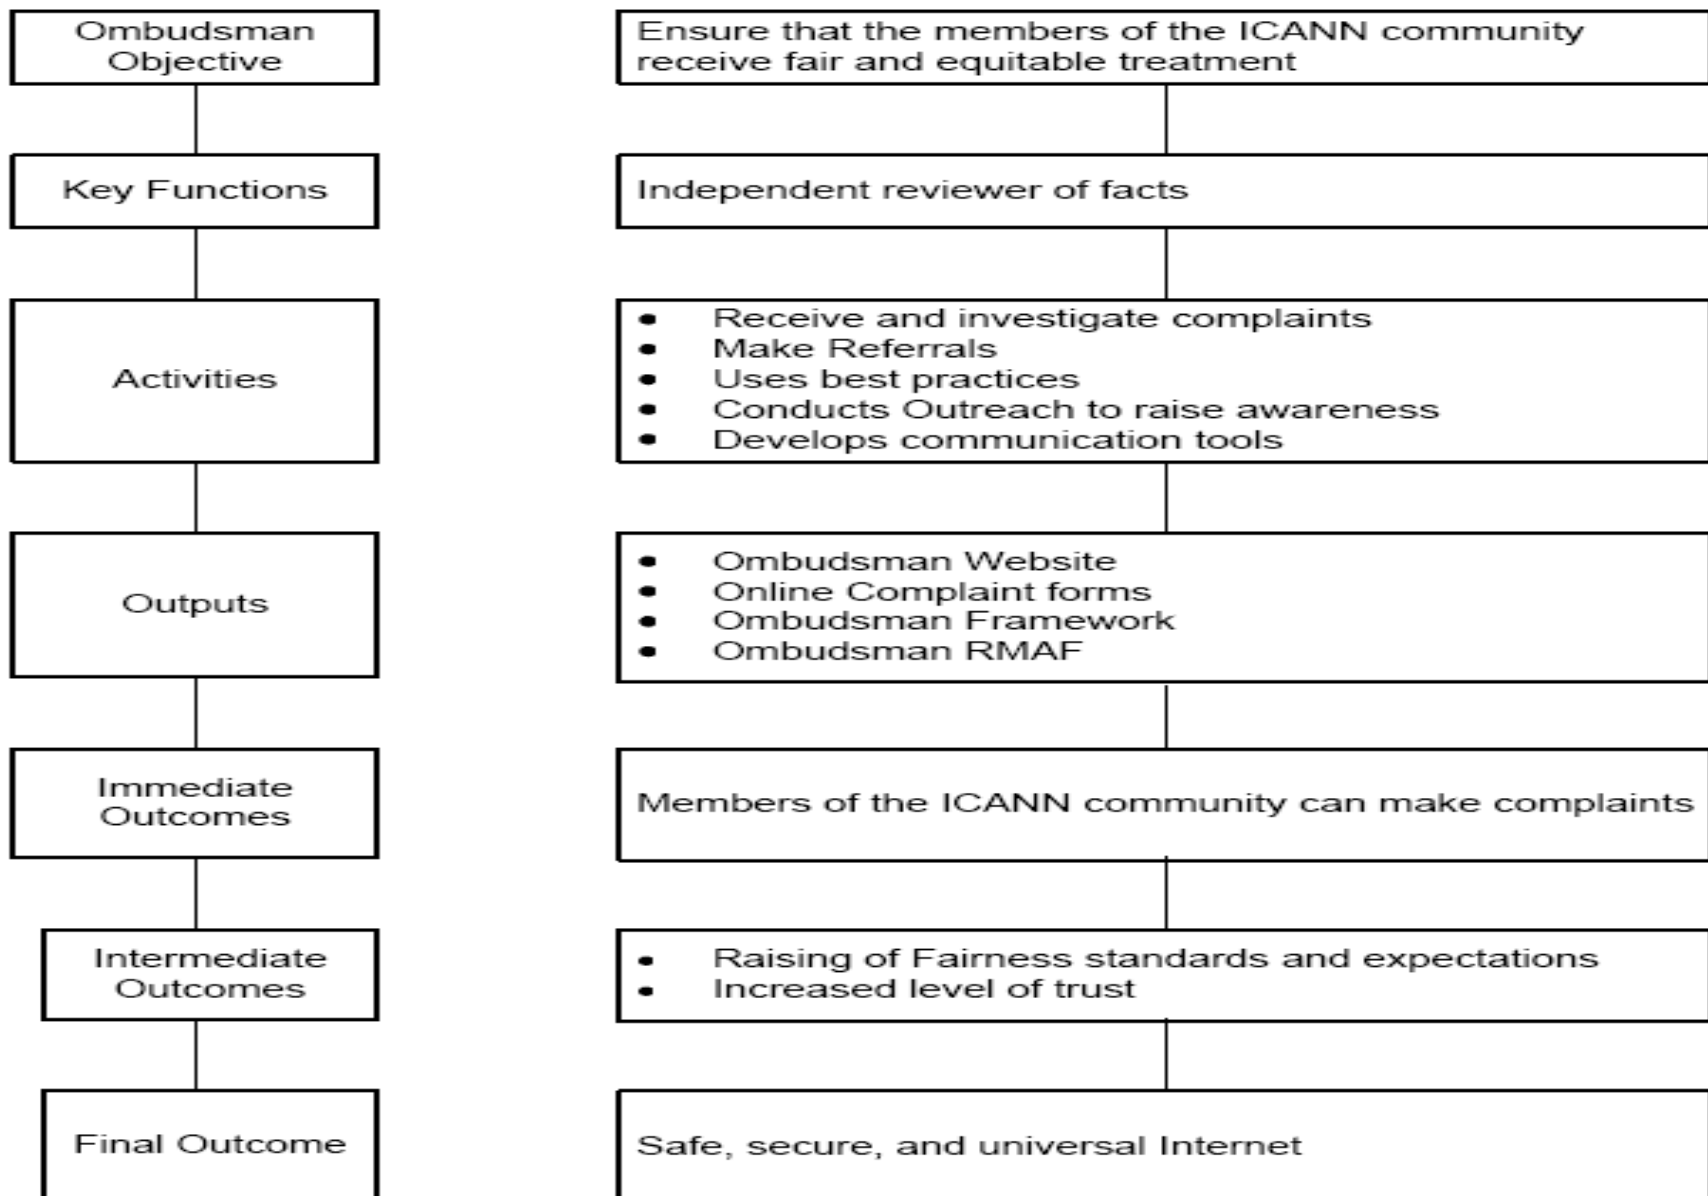 Ombudsman
Objective
Ensure that the members of the ICANN community
receive fair and equitable treatment
Key Functions
Independent reviewer of facts
Activities
• Receive and investigate complaints
• Make Referrals
• Uses best practices
• Conducts Outreach to raise awareness
• Develops communication tools
Outputs
• Ombudsman Website
• Online Complaint forms
• Ombudsman Framework
• Ombudsman RMAF
Immediate
Outcomes
Members of the ICANN community can make complaints
Intermediate
Outcomes
• Raising of Fairness standards and expectations
• Increased level of trust
Final Outcome
Safe, secure, and universal Internet